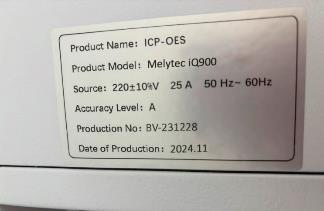 Product Name: ICP-OES
Product Model: Melytec iQ900
Source: 220±10%V 25 A 50 Hz~ 60Hz
Accuracy Level: A
Production No: BV-231228
Date of Production: 2024.11